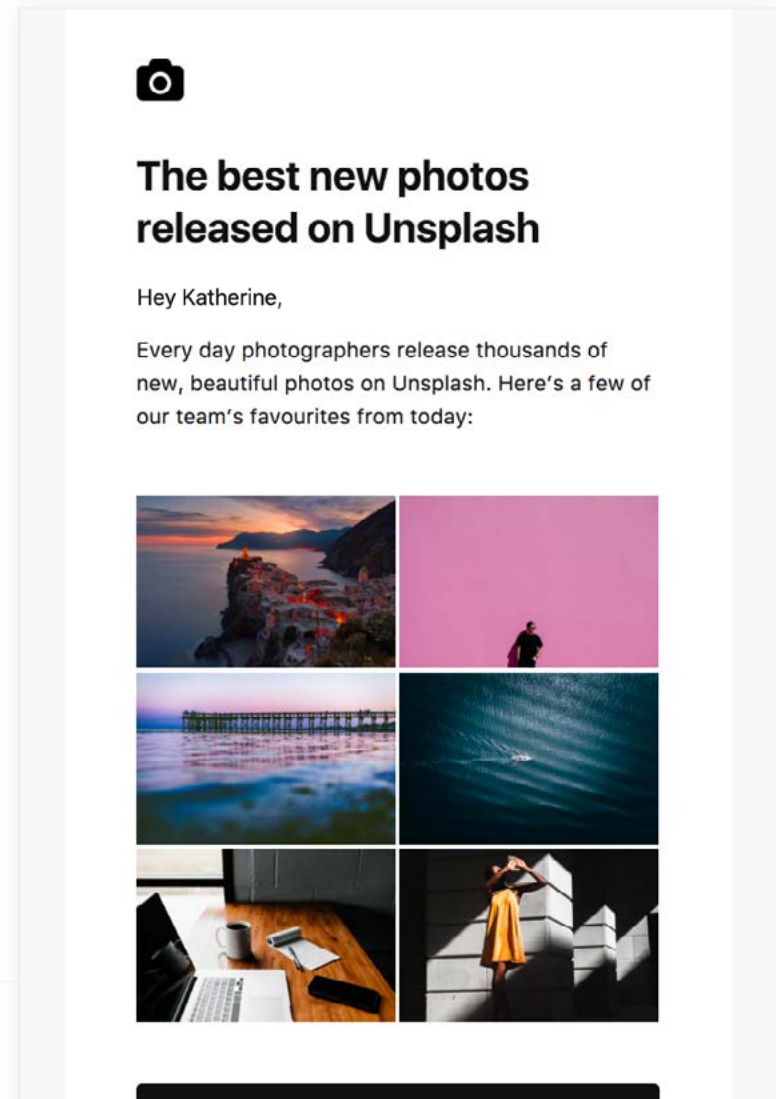 The best new photos
released on Unsplash
Hey Katherine,
Every day photographers release thousands of
new, beautiful photos on Unsplash. Here’s a few of
our team’s favourites from today: